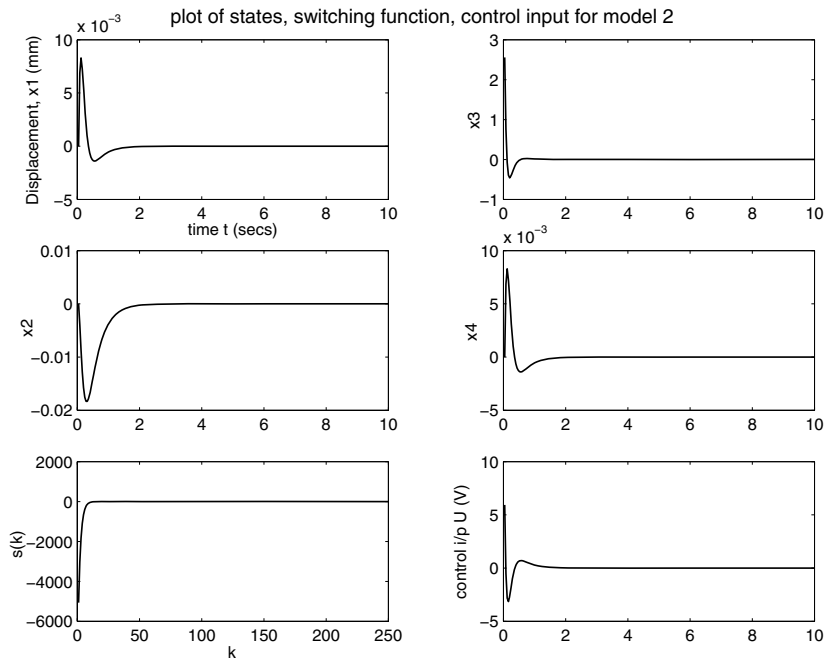 plot of states, switching function, control input for model 2
x 10⁻³
10
5
0
−5
0 2 4 6 8 10
Displacement, x1 (mm)
time t (secs)
3
2
1
0
−1
0 2 4 6 8 10
x3
0.01
0
−0.01
−0.02
0 2 4 6 8 10
x2
x 10⁻³
10
5
0
−5
0 2 4 6 8 10
x4
2000
0
−2000
−4000
−6000
0 50 100 150 200 250
s(k)
k
10
5
0
−5
0 2 4 6 8 10
control i/p U (V)